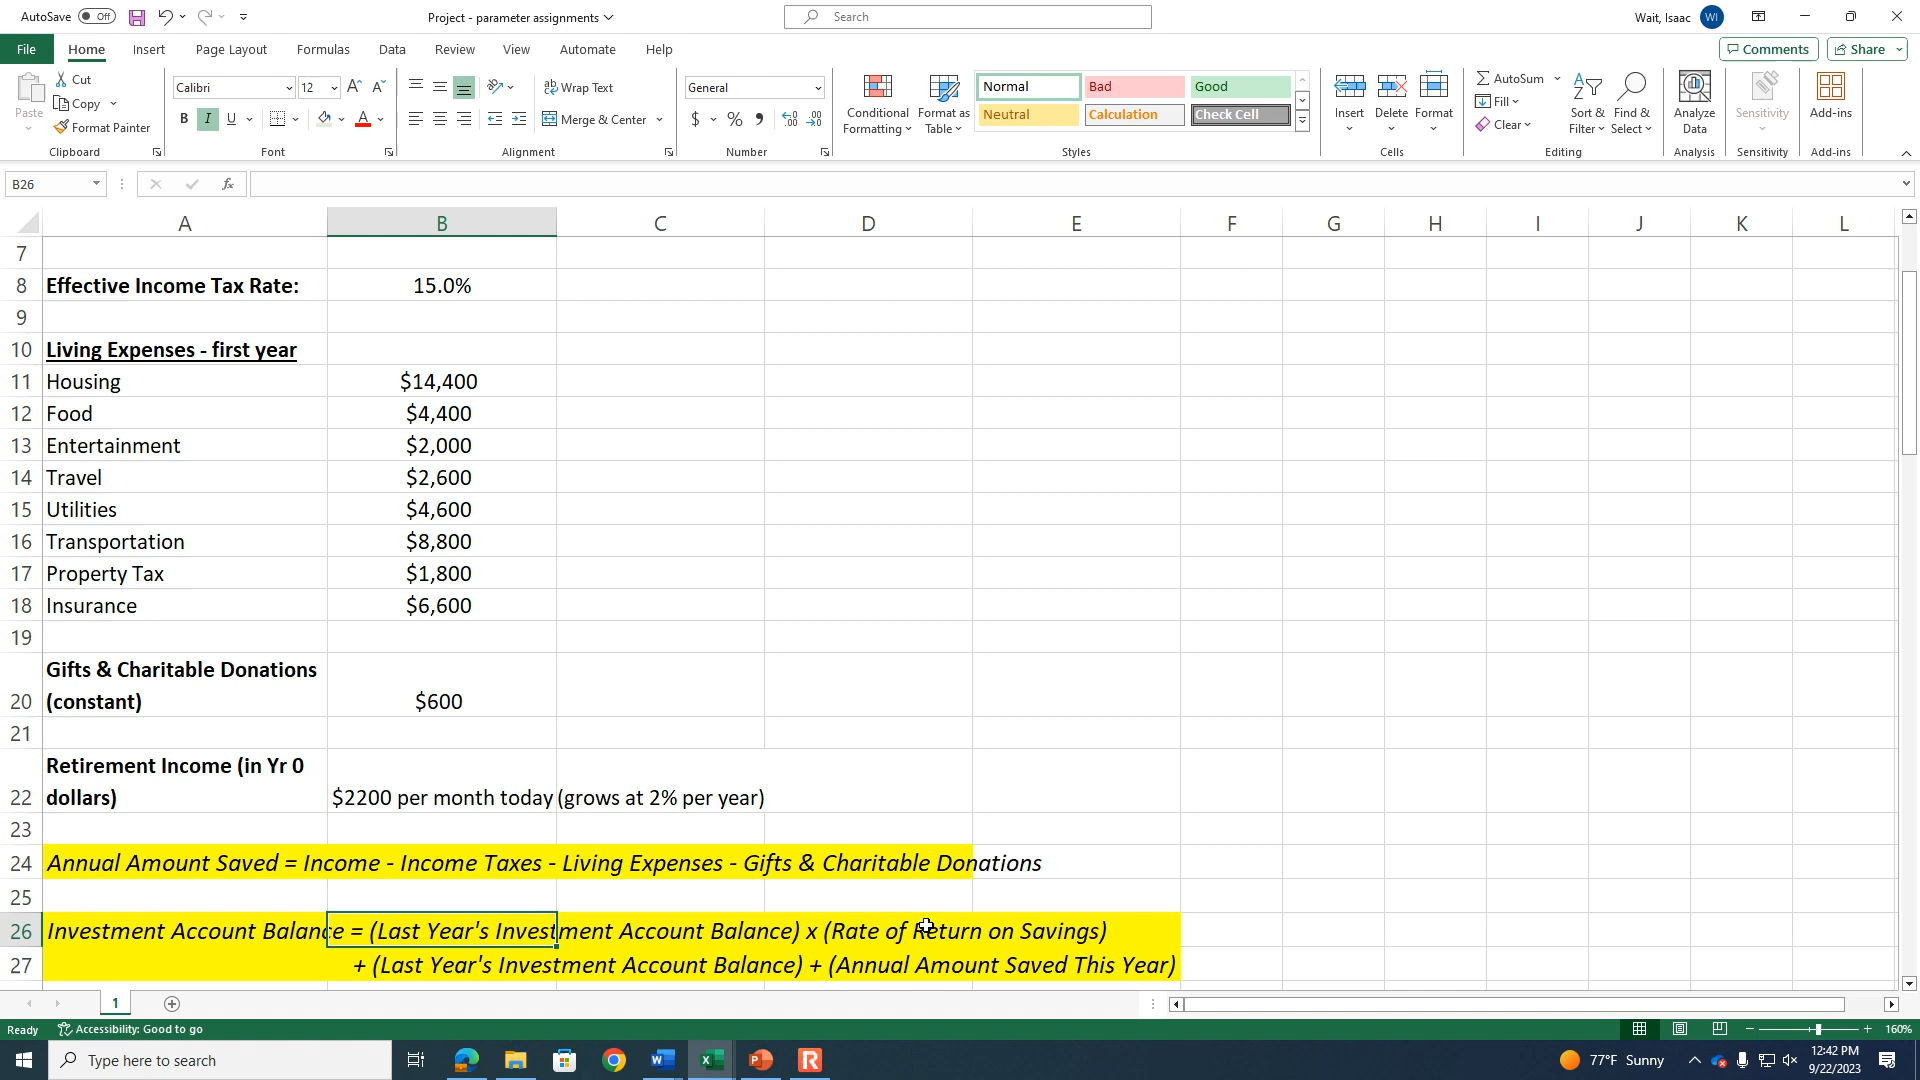 AutoSave Off
Project - parameter assignments
Search
Wait, Isaac WI
File Home Insert Page Layout Formulas Data Review View Automate Help
Comments Share
Paste
Cut
Copy
Format Painter
Clipboard
Calibri 12
B I U
Font
Wrap Text
Merge & Center
Alignment
General
$ % 9
Number
Conditional Formatting
Format as Table
Normal Bad Good
Neutral Calculation Check Cell
Styles
Insert Delete Format
Cells
AutoSum
Fill
Clear
Sort & Filter
Find & Select
Editing
Analyze Data
Analysis
Sensitivity
Sensitivity
Add-ins
Add-ins
B26 fx
A B C D E F G H I J K L
7
8 Effective Income Tax Rate: 15.0%
9
10 Living Expenses - first year
11 Housing $14,400
12 Food $4,400
13 Entertainment $2,000
14 Travel $2,600
15 Utilities $4,600
16 Transportation $8,800
17 Property Tax $1,800
18 Insurance $6,600
19
Gifts & Charitable Donations
20 (constant) $600
21
Retirement Income (in Yr 0
22 dollars) $2200 per month today (grows at 2% per year)
23
24 Annual Amount Saved = Income - Income Taxes - Living Expenses - Gifts & Charitable Donations
25
26 Investment Account Balance = (Last Year's Investment Account Balance) x (Rate of Return on Savings)
27 + (Last Year's Investment Account Balance) + (Annual Amount Saved This Year)
1
Ready Accessibility: Good to go 160%
Type here to search
77°F Sunny
12:42 PM
9/22/2023